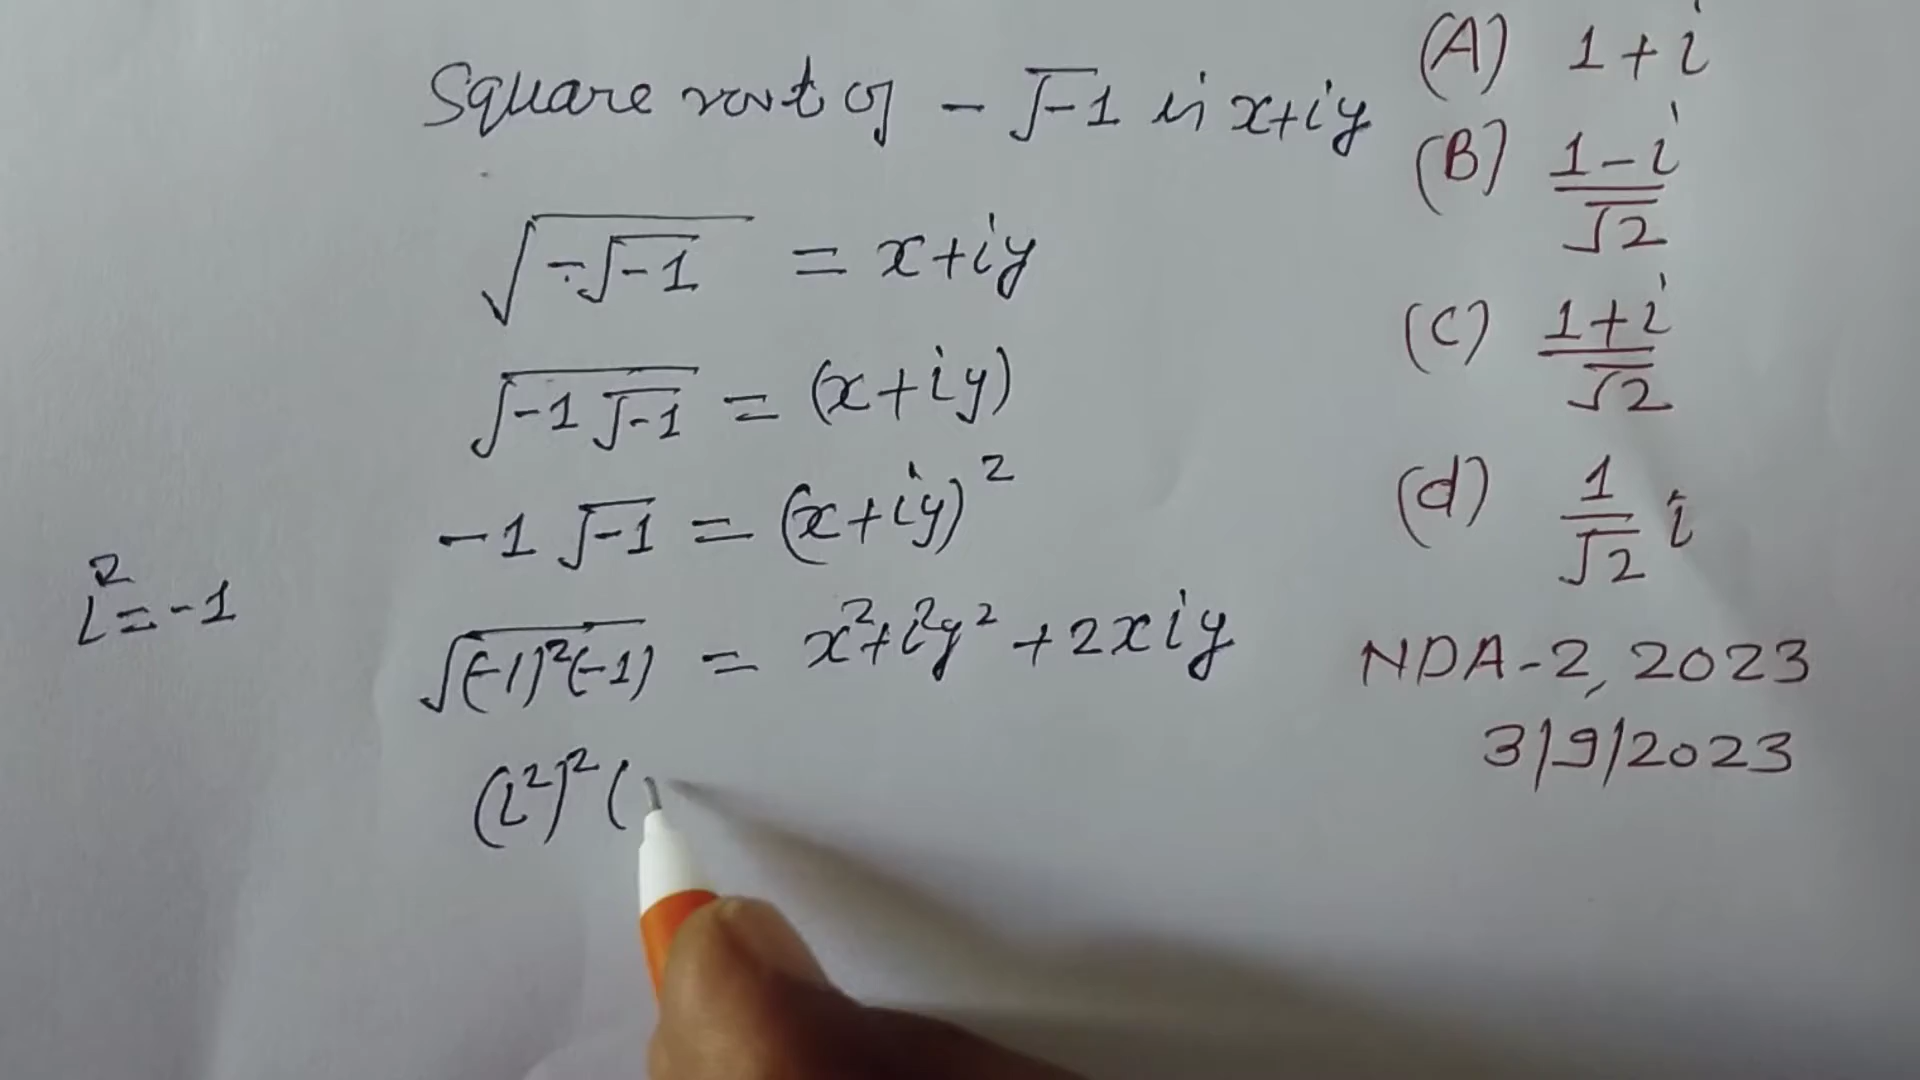 Square root of - √-1 is x+iy
√(-√-1) = x+iy
√(-1√-1) = (x+iy)
-1 √-1 = (x+iy)²
i² = -1
√((-1)²(-1)) = x²+i²y²+2xiy
(i²)² (
(A) 1+i
(B) (1-i)/√2
(C) (1+i)/√2
(d) 1/√2 i
NDA-2, 2023
3/9/2023